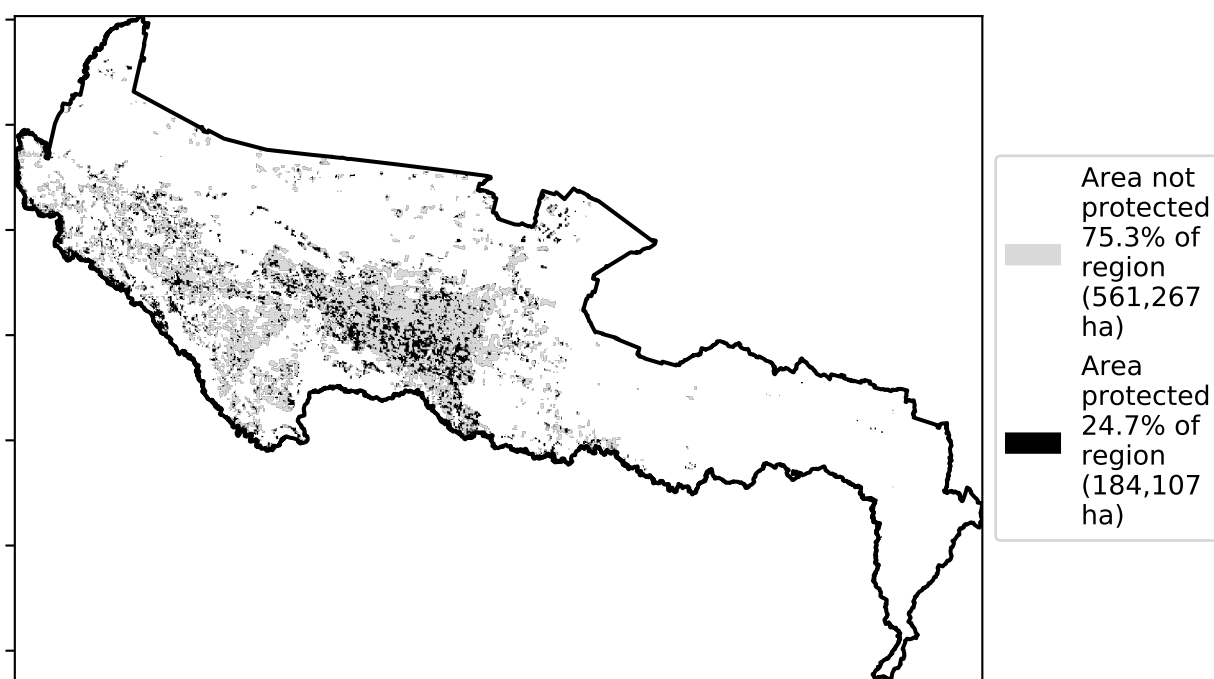 Area not
protected
75.3% of
region
(561,267
ha)
Area
protected
24.7% of
region
(184,107
ha)